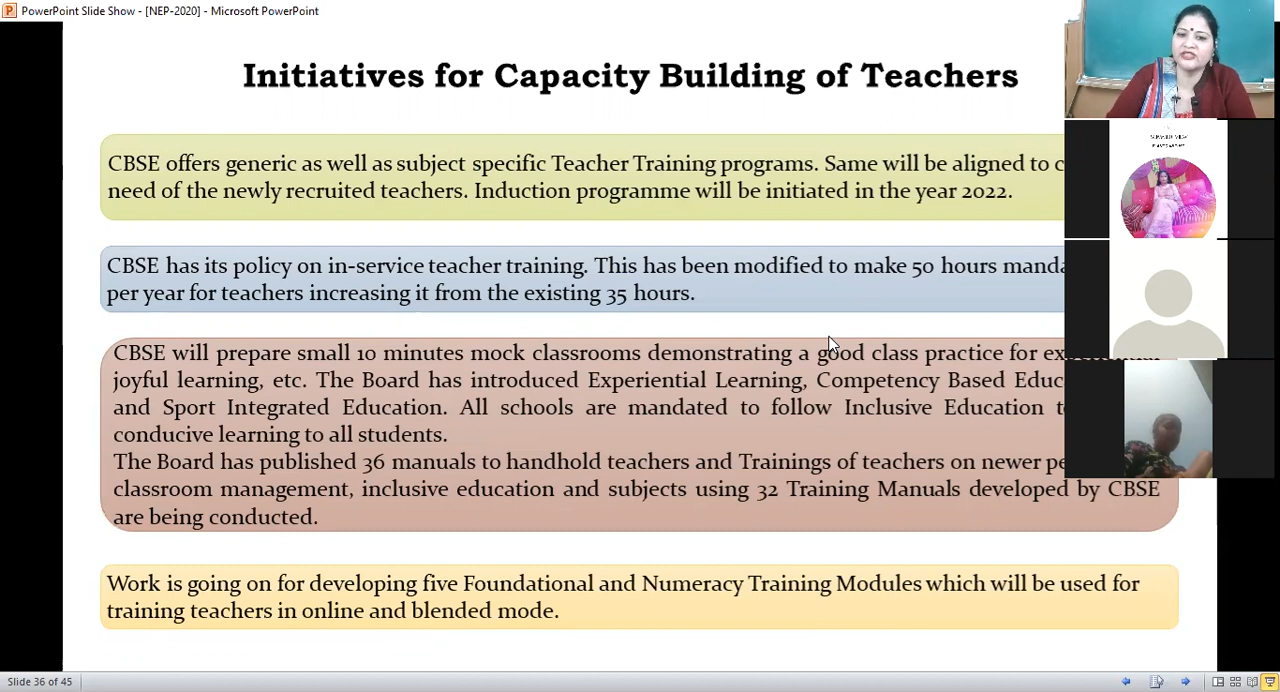 PowerPoint Slide Show - [NEP-2020] - Microsoft PowerPoint
Initiatives for Capacity Building of Teachers
CBSE offers generic as well as subject specific Teacher Training programs. Same will be aligned to
need of the newly recruited teachers. Induction programme will be initiated in the year 2022.
CBSE has its policy on in-service teacher training. This has been modified to make 50 hours
per year for teachers increasing it from the existing 35 hours.
CBSE will prepare small 10 minutes mock classrooms demonstrating a good class practice for
joyful learning, etc. The Board has introduced Experiential Learning, Competency Based
and Sport Integrated Education. All schools are mandated to follow Inclusive Education
conducive learning to all students.
The Board has published 36 manuals to handhold teachers and Trainings of teachers on newer
classroom management, inclusive education and subjects using 32 Training Manuals developed by CBSE
are being conducted.
Work is going on for developing five Foundational and Numeracy Training Modules which will be used for
training teachers in online and blended mode.
Slide 36 of 45